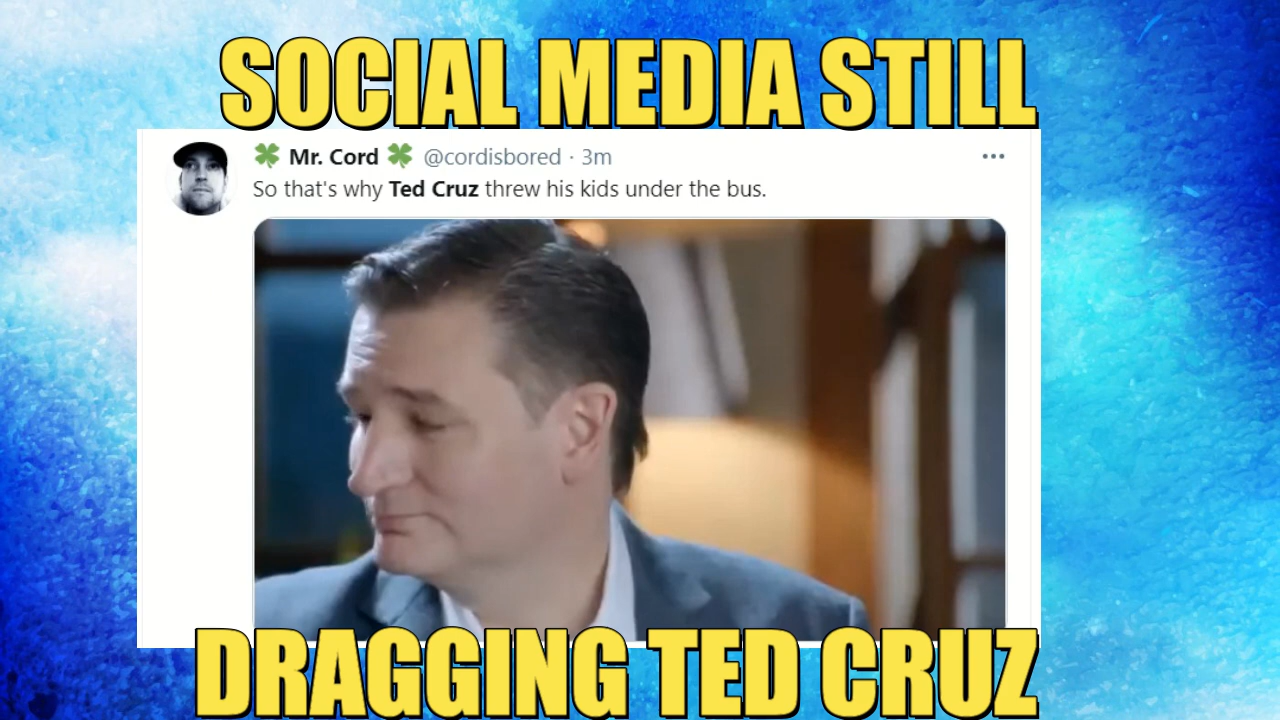 SOCIAL MEDIA STILL
🍀 Mr. Cord 🍀 @cordisbored · 3m
So that's why Ted Cruz threw his kids under the bus.
DRAGGING TED CRUZ